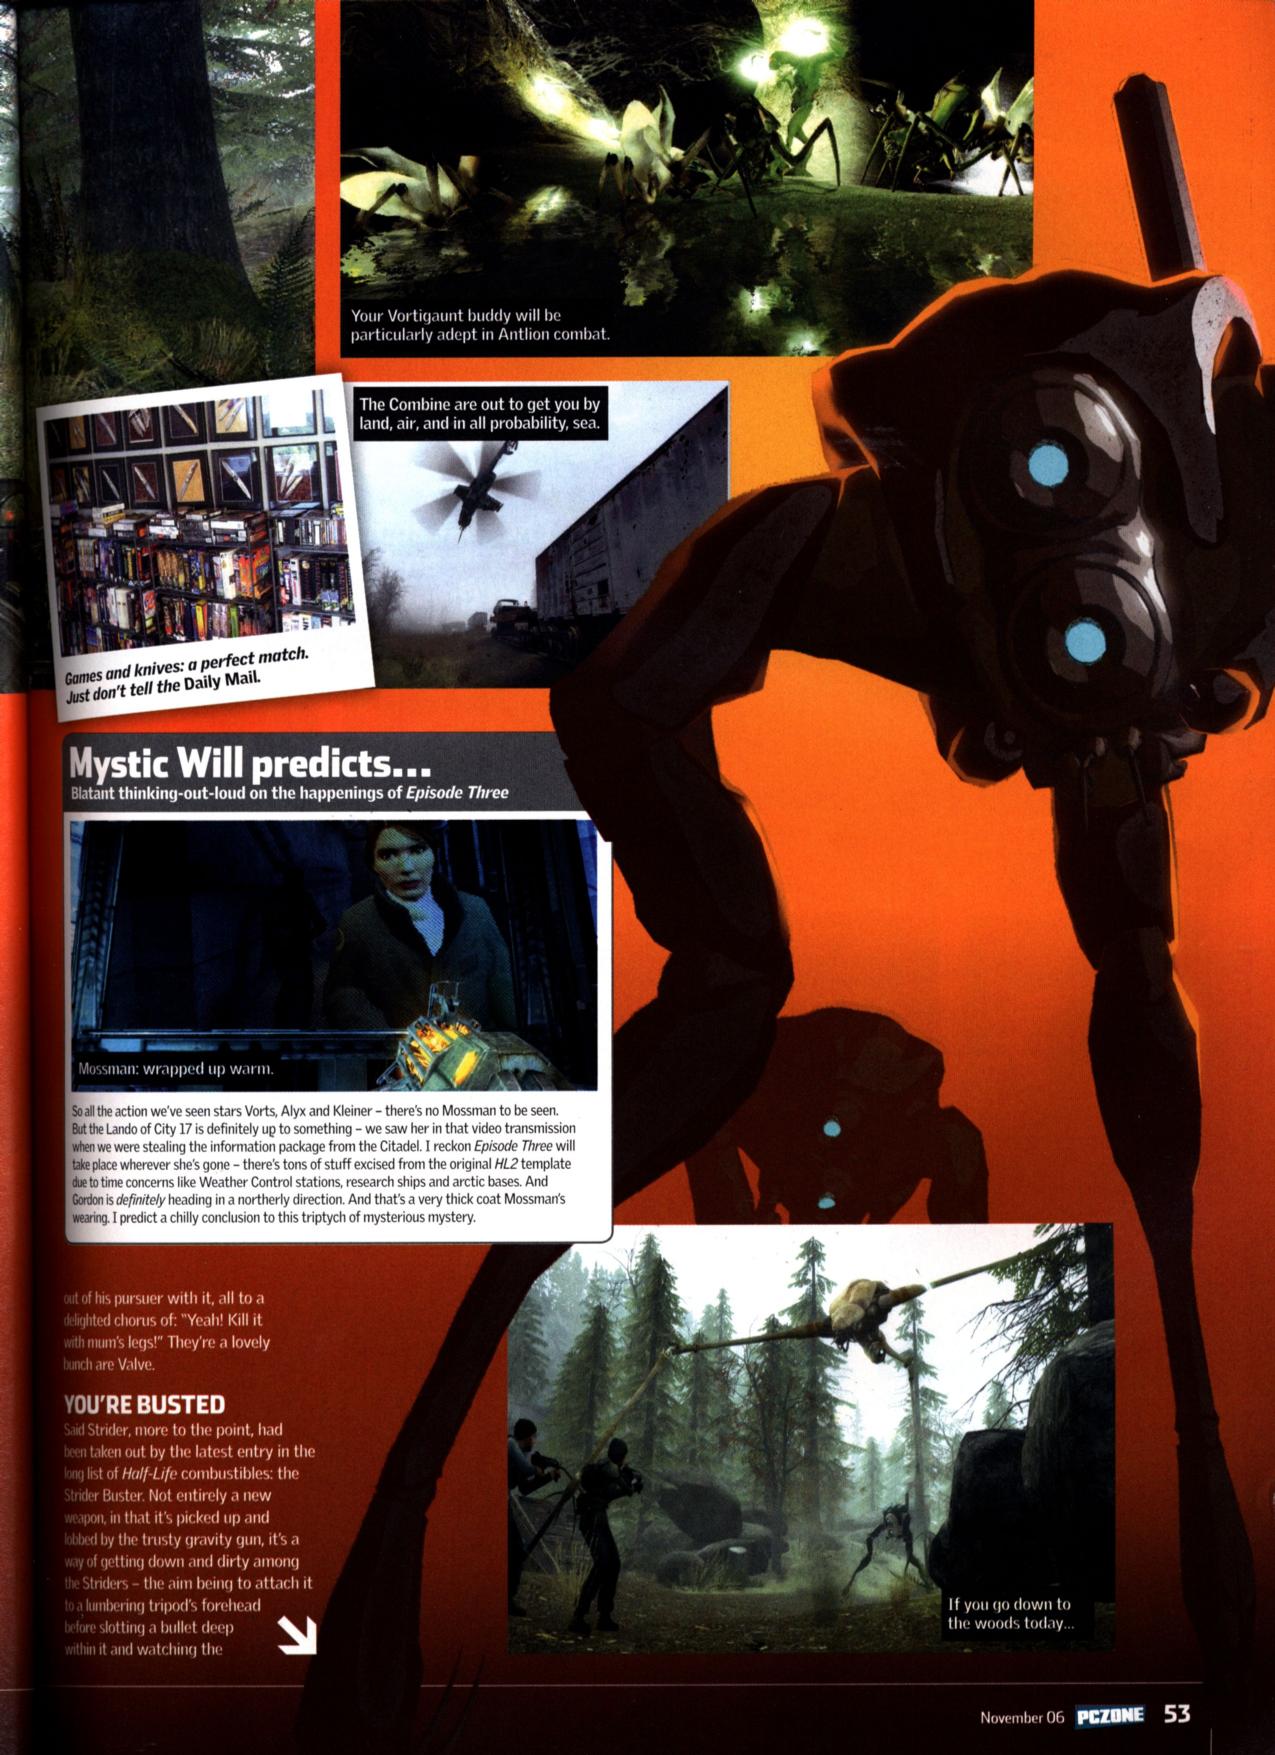 Your Vortigaunt buddy will be
particularly adept in Antlion combat.
The Combine are out to get you by
land, air, and in all probability, sea.
Games and knives: a perfect match.
Just don't tell the Daily Mail.
Mystic Will predicts...
Blatant thinking-out-loud on the happenings of Episode Three
Mossman: wrapped up warm.
So all the action we've seen stars Vorts, Alyx and Kleiner – there's no Mossman to be seen.
But the Lando of City 17 is definitely up to something – we saw her in that video transmission
when we were stealing the information package from the Citadel. I reckon Episode Three will
take place wherever she's gone – there's tons of stuff excised from the original HL2 template
due to time concerns like Weather Control stations, research ships and arctic bases. And
Gordon is definitely heading in a northerly direction. And that's a very thick coat Mossman's
wearing. I predict a chilly conclusion to this triptych of mysterious mystery.
out of his pursuer with it, all to a
delighted chorus of: "Yeah! Kill it
with mum's legs!" They're a lovely
bunch are Valve.
YOU'RE BUSTED
Said Strider, more to the point, had
been taken out by the latest entry in the
long list of Half-Life combustibles: the
Strider Buster. Not entirely a new
weapon, in that it's picked up and
lobbed by the trusty gravity gun, it's a
way of getting down and dirty among
the Striders – the aim being to attach it
to a lumbering tripod's forehead
before slotting a bullet deep
within it and watching the
If you go down to
the woods today...
November 06 PCZONE 53